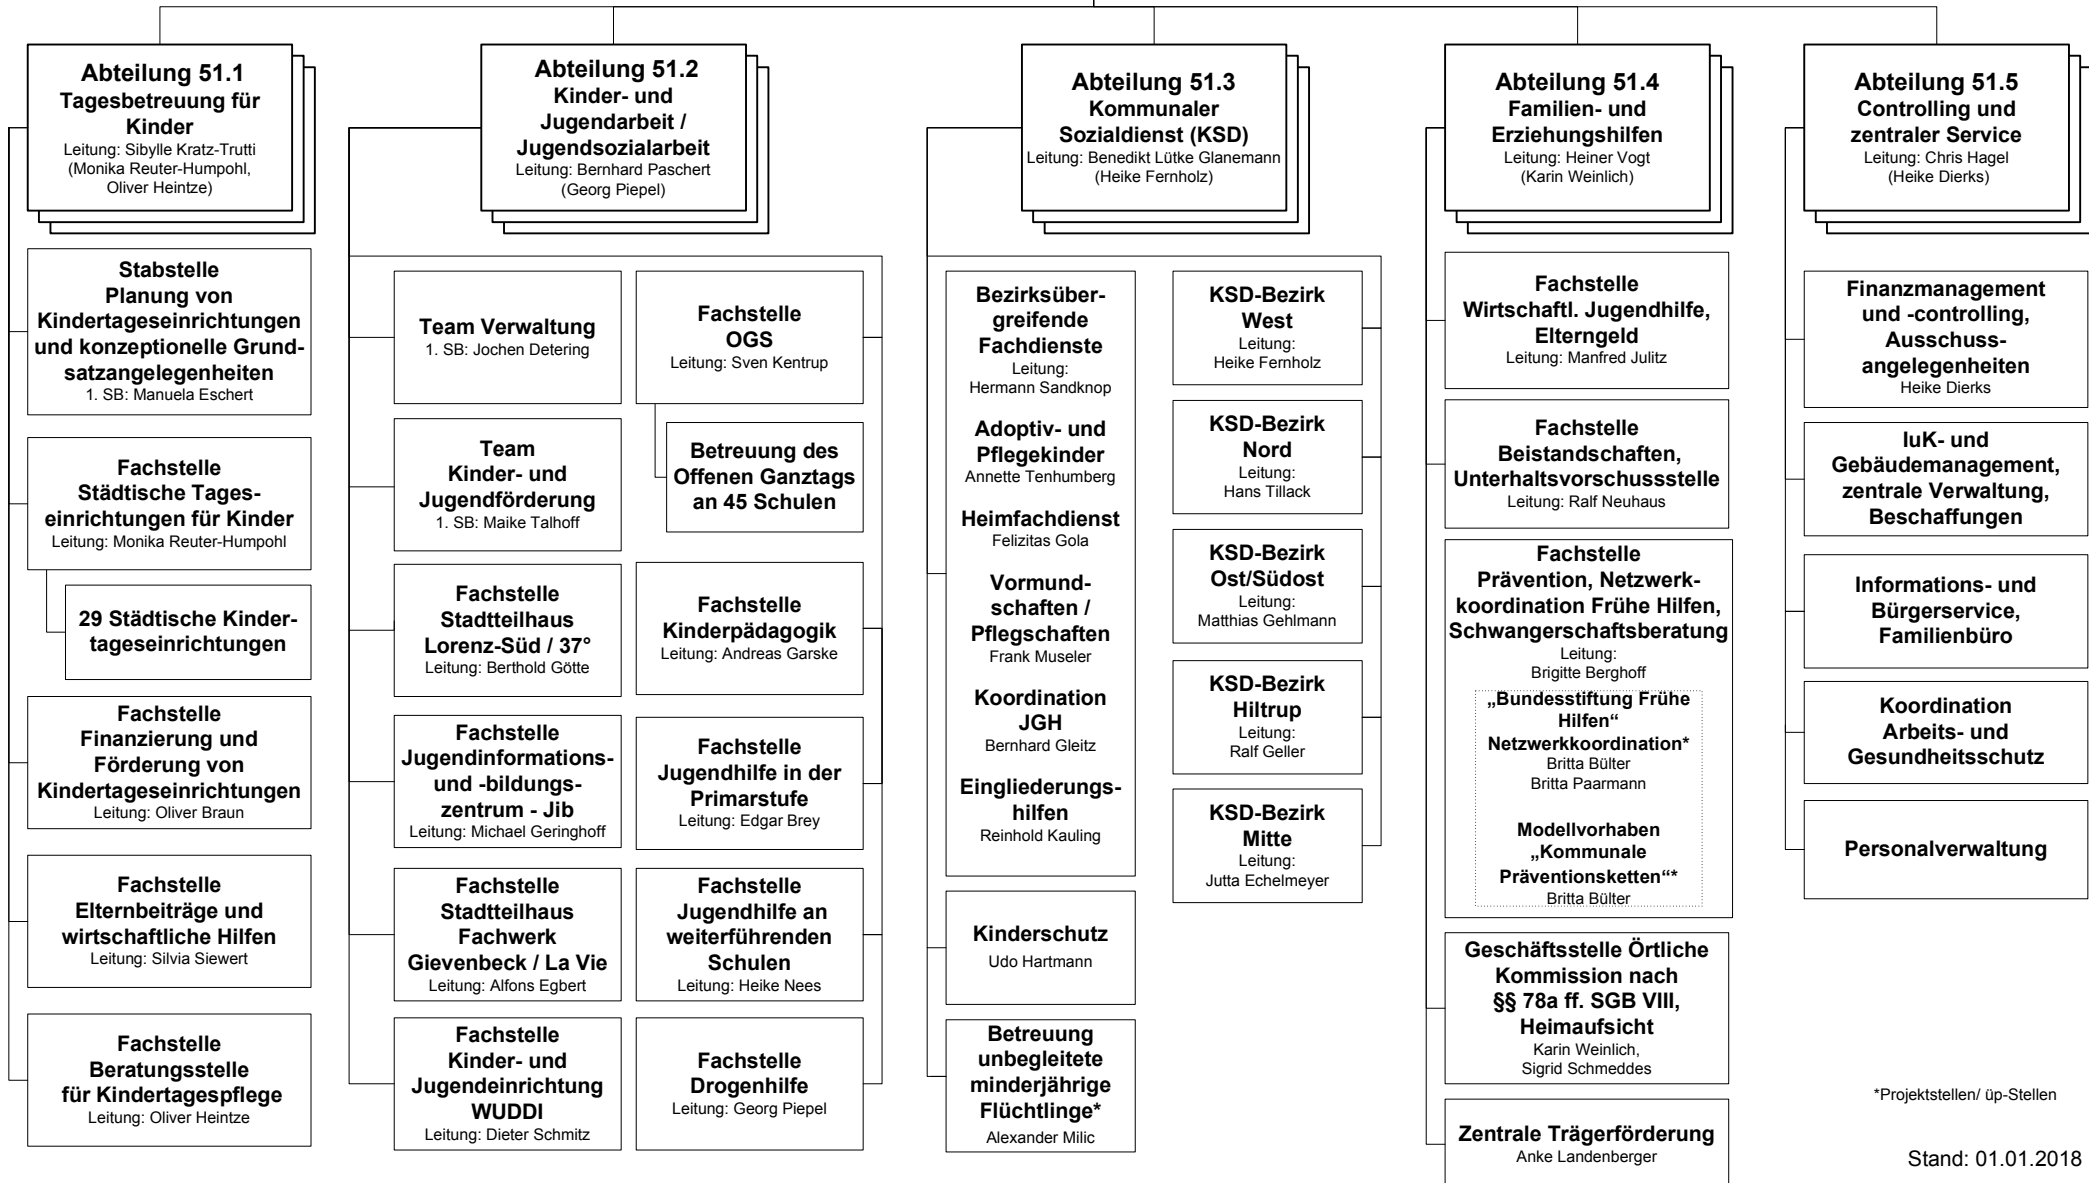 Abteilung 51.1
Tagesbetreuung für
Kinder
Leitung: Sibylle Kratz-Trutti
(Monika Reuter-Humpohl,
Oliver Heintze)
Stabstelle
Planung von
Kindertageseinrichtungen
und konzeptionelle Grund-
satzangelegenheiten
1. SB: Manuela Eschert
Fachstelle
Städtische Tages-
einrichtungen für Kinder
Leitung: Monika Reuter-Humpohl
29 Städtische Kinder-
tageseinrichtungen
Fachstelle
Finanzierung und
Förderung von
Kindertageseinrichtungen
Leitung: Oliver Braun
Fachstelle
Elternbeiträge und
wirtschaftliche Hilfen
Leitung: Silvia Siewert
Fachstelle
Beratungsstelle
für Kindertagespflege
Leitung: Oliver Heintze
Abteilung 51.2
Kinder- und
Jugendarbeit /
Jugendsozialarbeit
Leitung: Bernhard Paschert
(Georg Piepel)
Team Verwaltung
1. SB: Jochen Detering
Team
Kinder- und
Jugendförderung
1. SB: Maike Talhoff
Fachstelle
Stadtteilhaus
Lorenz-Süd / 37°
Leitung: Berthold Götte
Fachstelle
Jugendinformations-
und -bildungs-
zentrum - Jib
Leitung: Michael Geringhoff
Fachstelle
Stadtteilhaus
Fachwerk
Gievenbeck / La Vie
Leitung: Alfons Egbert
Fachstelle
Kinder- und
Jugendeinrichtung
WUDDI
Leitung: Dieter Schmitz
Fachstelle
OGS
Leitung: Sven Kentrup
Betreuung des
Offenen Ganztags
an 45 Schulen
Fachstelle
Kinderpädagogik
Leitung: Andreas Garske
Fachstelle
Jugendhilfe in der
Primarstufe
Leitung: Edgar Brey
Fachstelle
Jugendhilfe an
weiterführenden
Schulen
Leitung: Heike Nees
Fachstelle
Drogenhilfe
Leitung: Georg Piepel
Abteilung 51.3
Kommunaler
Sozialdienst (KSD)
Leitung: Benedikt Lütke Glanemann
(Heike Fernholz)
Bezirksüber-
greifende
Fachdienste
Leitung:
Hermann Sandknop
Adoptiv- und
Pflegekinder
Annette Tenhumberg
Heimfachdienst
Felizitas Gola
Vormund-
schaften /
Pflegschaften
Frank Museler
Koordination
JGH
Bernhard Gleitz
Eingliederungs-
hilfen
Reinhold Kauling
Kinderschutz
Udo Hartmann
Betreuung
unbegleitete
minderjährige
Flüchtlinge*
Alexander Milic
KSD-Bezirk
West
Leitung:
Heike Fernholz
KSD-Bezirk
Nord
Leitung:
Hans Tillack
KSD-Bezirk
Ost/Südost
Leitung:
Matthias Gehlmann
KSD-Bezirk
Hiltrup
Leitung:
Ralf Geller
KSD-Bezirk
Mitte
Leitung:
Jutta Echelmeyer
Abteilung 51.4
Familien- und
Erziehungshilfen
Leitung: Heiner Vogt
(Karin Weinlich)
Fachstelle
Wirtschaftl. Jugendhilfe,
Elterngeld
Leitung: Manfred Julitz
Fachstelle
Beistandschaften,
Unterhaltsvorschussstelle
Leitung: Ralf Neuhaus
Fachstelle
Prävention, Netzwerk-
koordination Frühe Hilfen,
Schwangerschaftsberatung
Leitung:
Brigitte Berghoff
„Bundesstiftung Frühe
Hilfen“
Netzwerkkoordination*
Britta Bülter
Britta Paarmann
Modellvorhaben
„Kommunale
Präventionsketten“*
Britta Bülter
Geschäftsstelle Örtliche
Kommission nach
§§ 78a ff. SGB VIII,
Heimaufsicht
Karin Weinlich,
Sigrid Schmeddes
Zentrale Trägerförderung
Anke Landenberger
Abteilung 51.5
Controlling und
zentraler Service
Leitung: Chris Hagel
(Heike Dierks)
Finanzmanagement
und -controlling,
Ausschuss-
angelegenheiten
Heike Dierks
IuK- und
Gebäudemanagement,
zentrale Verwaltung,
Beschaffungen
Informations- und
Bürgerservice,
Familienbüro
Koordination
Arbeits- und
Gesundheitsschutz
Personalverwaltung
*Projektstellen/ üp-Stellen
Stand: 01.01.2018